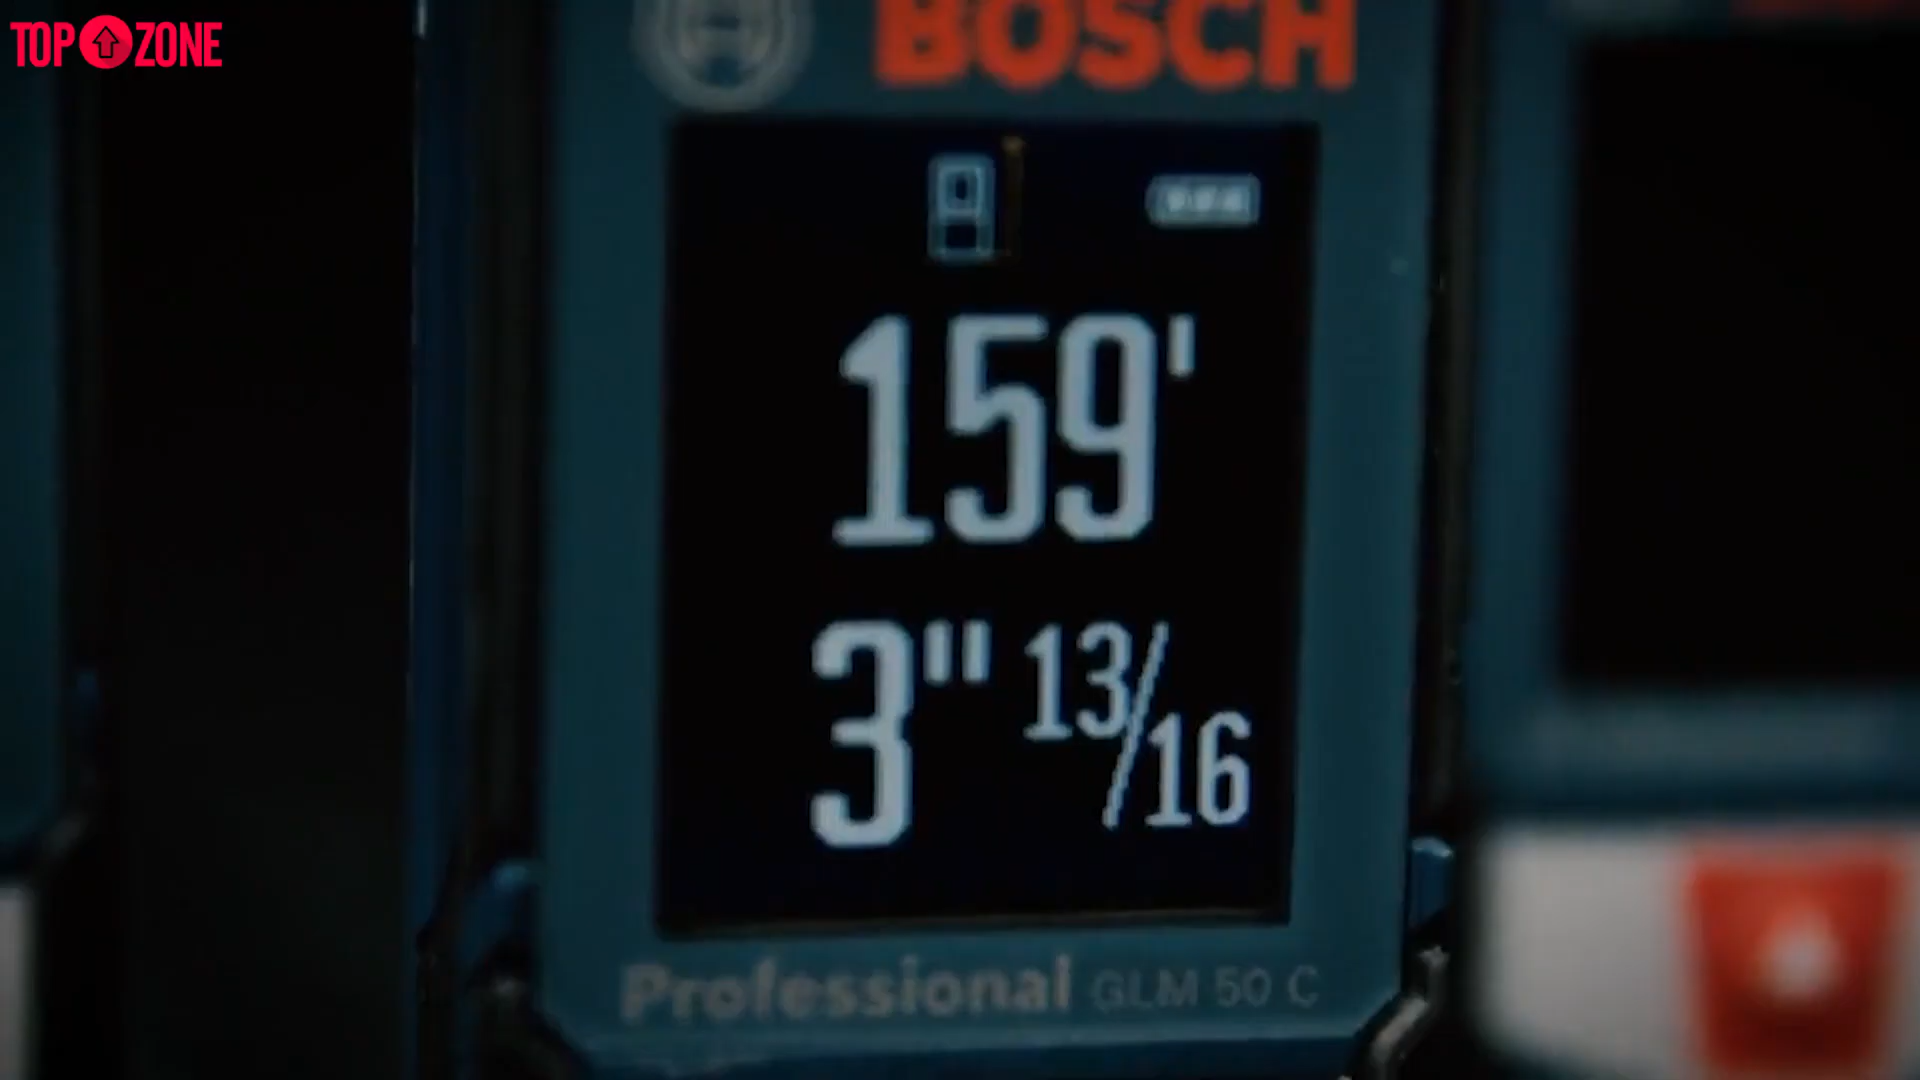 TOP ZONE
BOSCH
159'
3" 13/16
Professional GLM 50 C